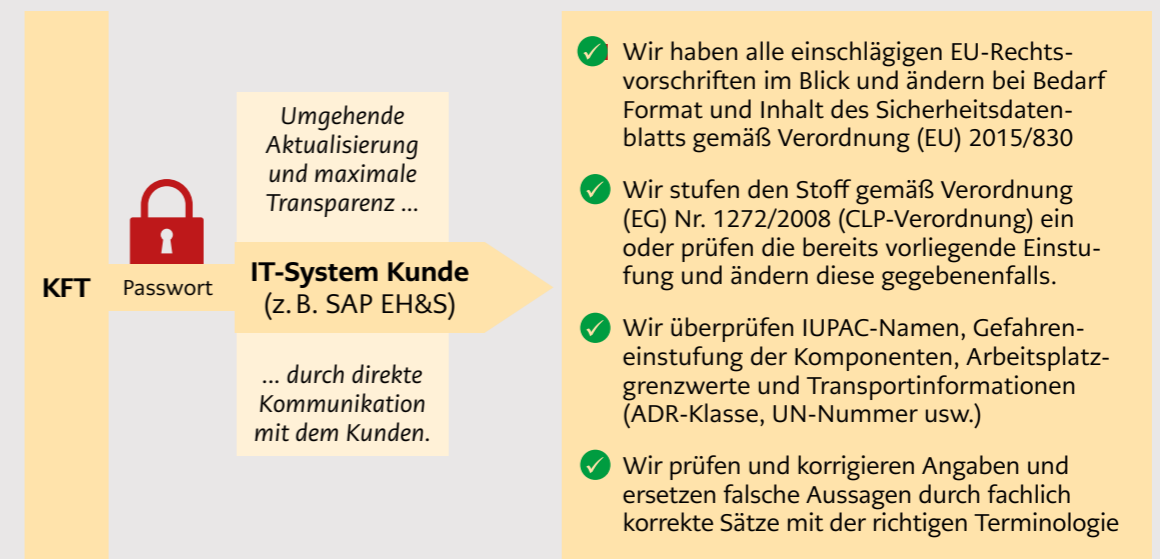 KFT
Passwort
Umgehende
Aktualisierung
und maximale
Transparenz ...
IT-System Kunde
(z. B. SAP EH&S)
... durch direkte
Kommunikation
mit dem Kunden.
Wir haben alle einschlägigen EU-Rechts-
vorschriften im Blick und ändern bei Bedarf
Format und Inhalt des Sicherheitsdaten-
blatts gemäß Verordnung (EU) 2015/830
Wir stufen den Stoff gemäß Verordnung
(EG) Nr. 1272/2008 (CLP-Verordnung) ein
oder prüfen die bereits vorliegende Einstu-
fung und ändern diese gegebenenfalls.
Wir überprüfen IUPAC-Namen, Gefahren-
einstufung der Komponenten, Arbeitsplatz-
grenzwerte und Transportinformationen
(ADR-Klasse, UN-Nummer usw.)
Wir prüfen und korrigieren Angaben und
ersetzen falsche Aussagen durch fachlich
korrekte Sätze mit der richtigen Terminologie